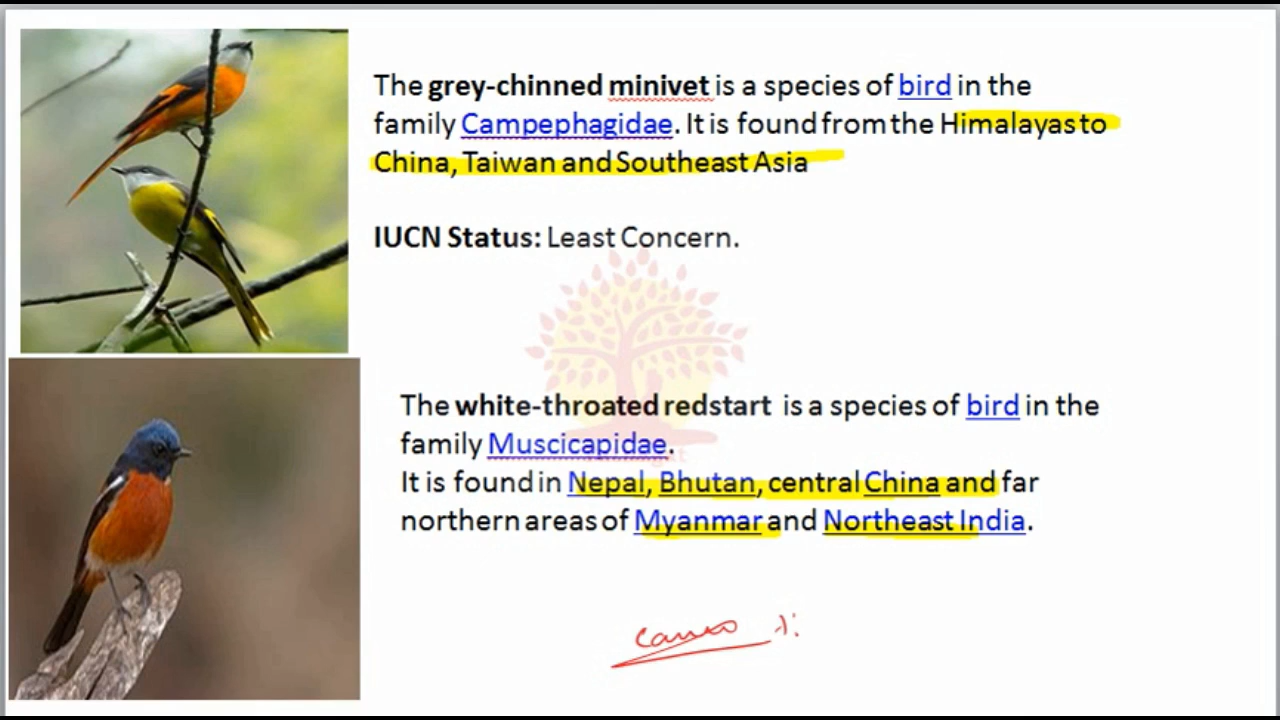 The grey-chinned minivet is a species of bird in the
family Campephagidae. It is found from the Himalayas to
China, Taiwan and Southeast Asia
IUCN Status: Least Concern.
The white-throated redstart is a species of bird in the
family Muscicapidae.
It is found in Nepal, Bhutan, central China and far
northern areas of Myanmar and Northeast India.